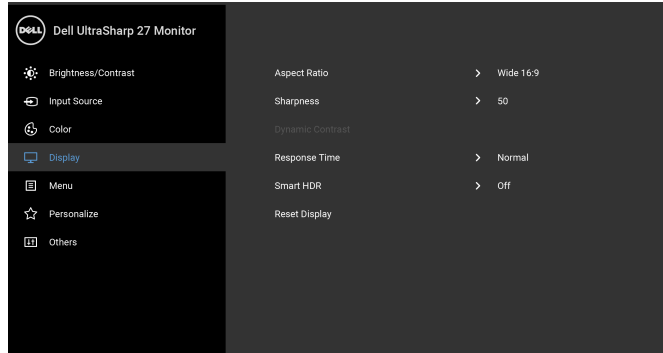 DELL Dell UltraSharp 27 Monitor
Brightness/Contrast
Aspect Ratio Wide 16:9
Input Source
Sharpness 50
Color
Dynamic Contrast
Display
Response Time Normal
Menu
Smart HDR Off
Personalize
Reset Display
Others